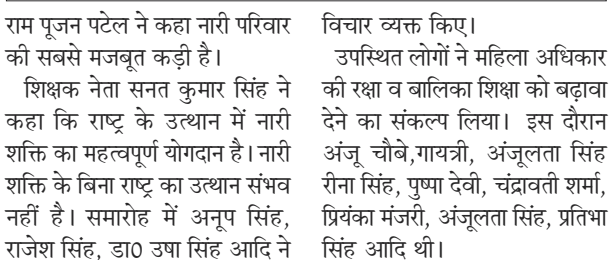 राम पूजन पटेल ने कहा नारी परिवार
की सबसे मजबूत कड़ी है।
शिक्षक नेता सनत कुमार सिंह ने
कहा कि राष्ट्र के उत्थान में नारी
शक्ति का महत्वपूर्ण योगदान है। नारी
शक्ति के बिना राष्ट्र का उत्थान संभव
नहीं है। समारोह में अनूप सिंह,
राजेश सिंह, डा0 उषा सिंह आदि ने
विचार व्यक्त किए।
उपस्थित लोगों ने महिला अधिकार
की रक्षा व बालिका शिक्षा को बढ़ावा
देने का संकल्प लिया। इस दौरान
अंजू चौबे,गायत्री, अंजूलता सिंह
रीना सिंह, पुष्पा देवी, चंद्रावती शर्मा,
प्रियंका मंजरी, अंजूलता सिंह, प्रतिभा
सिंह आदि थी।